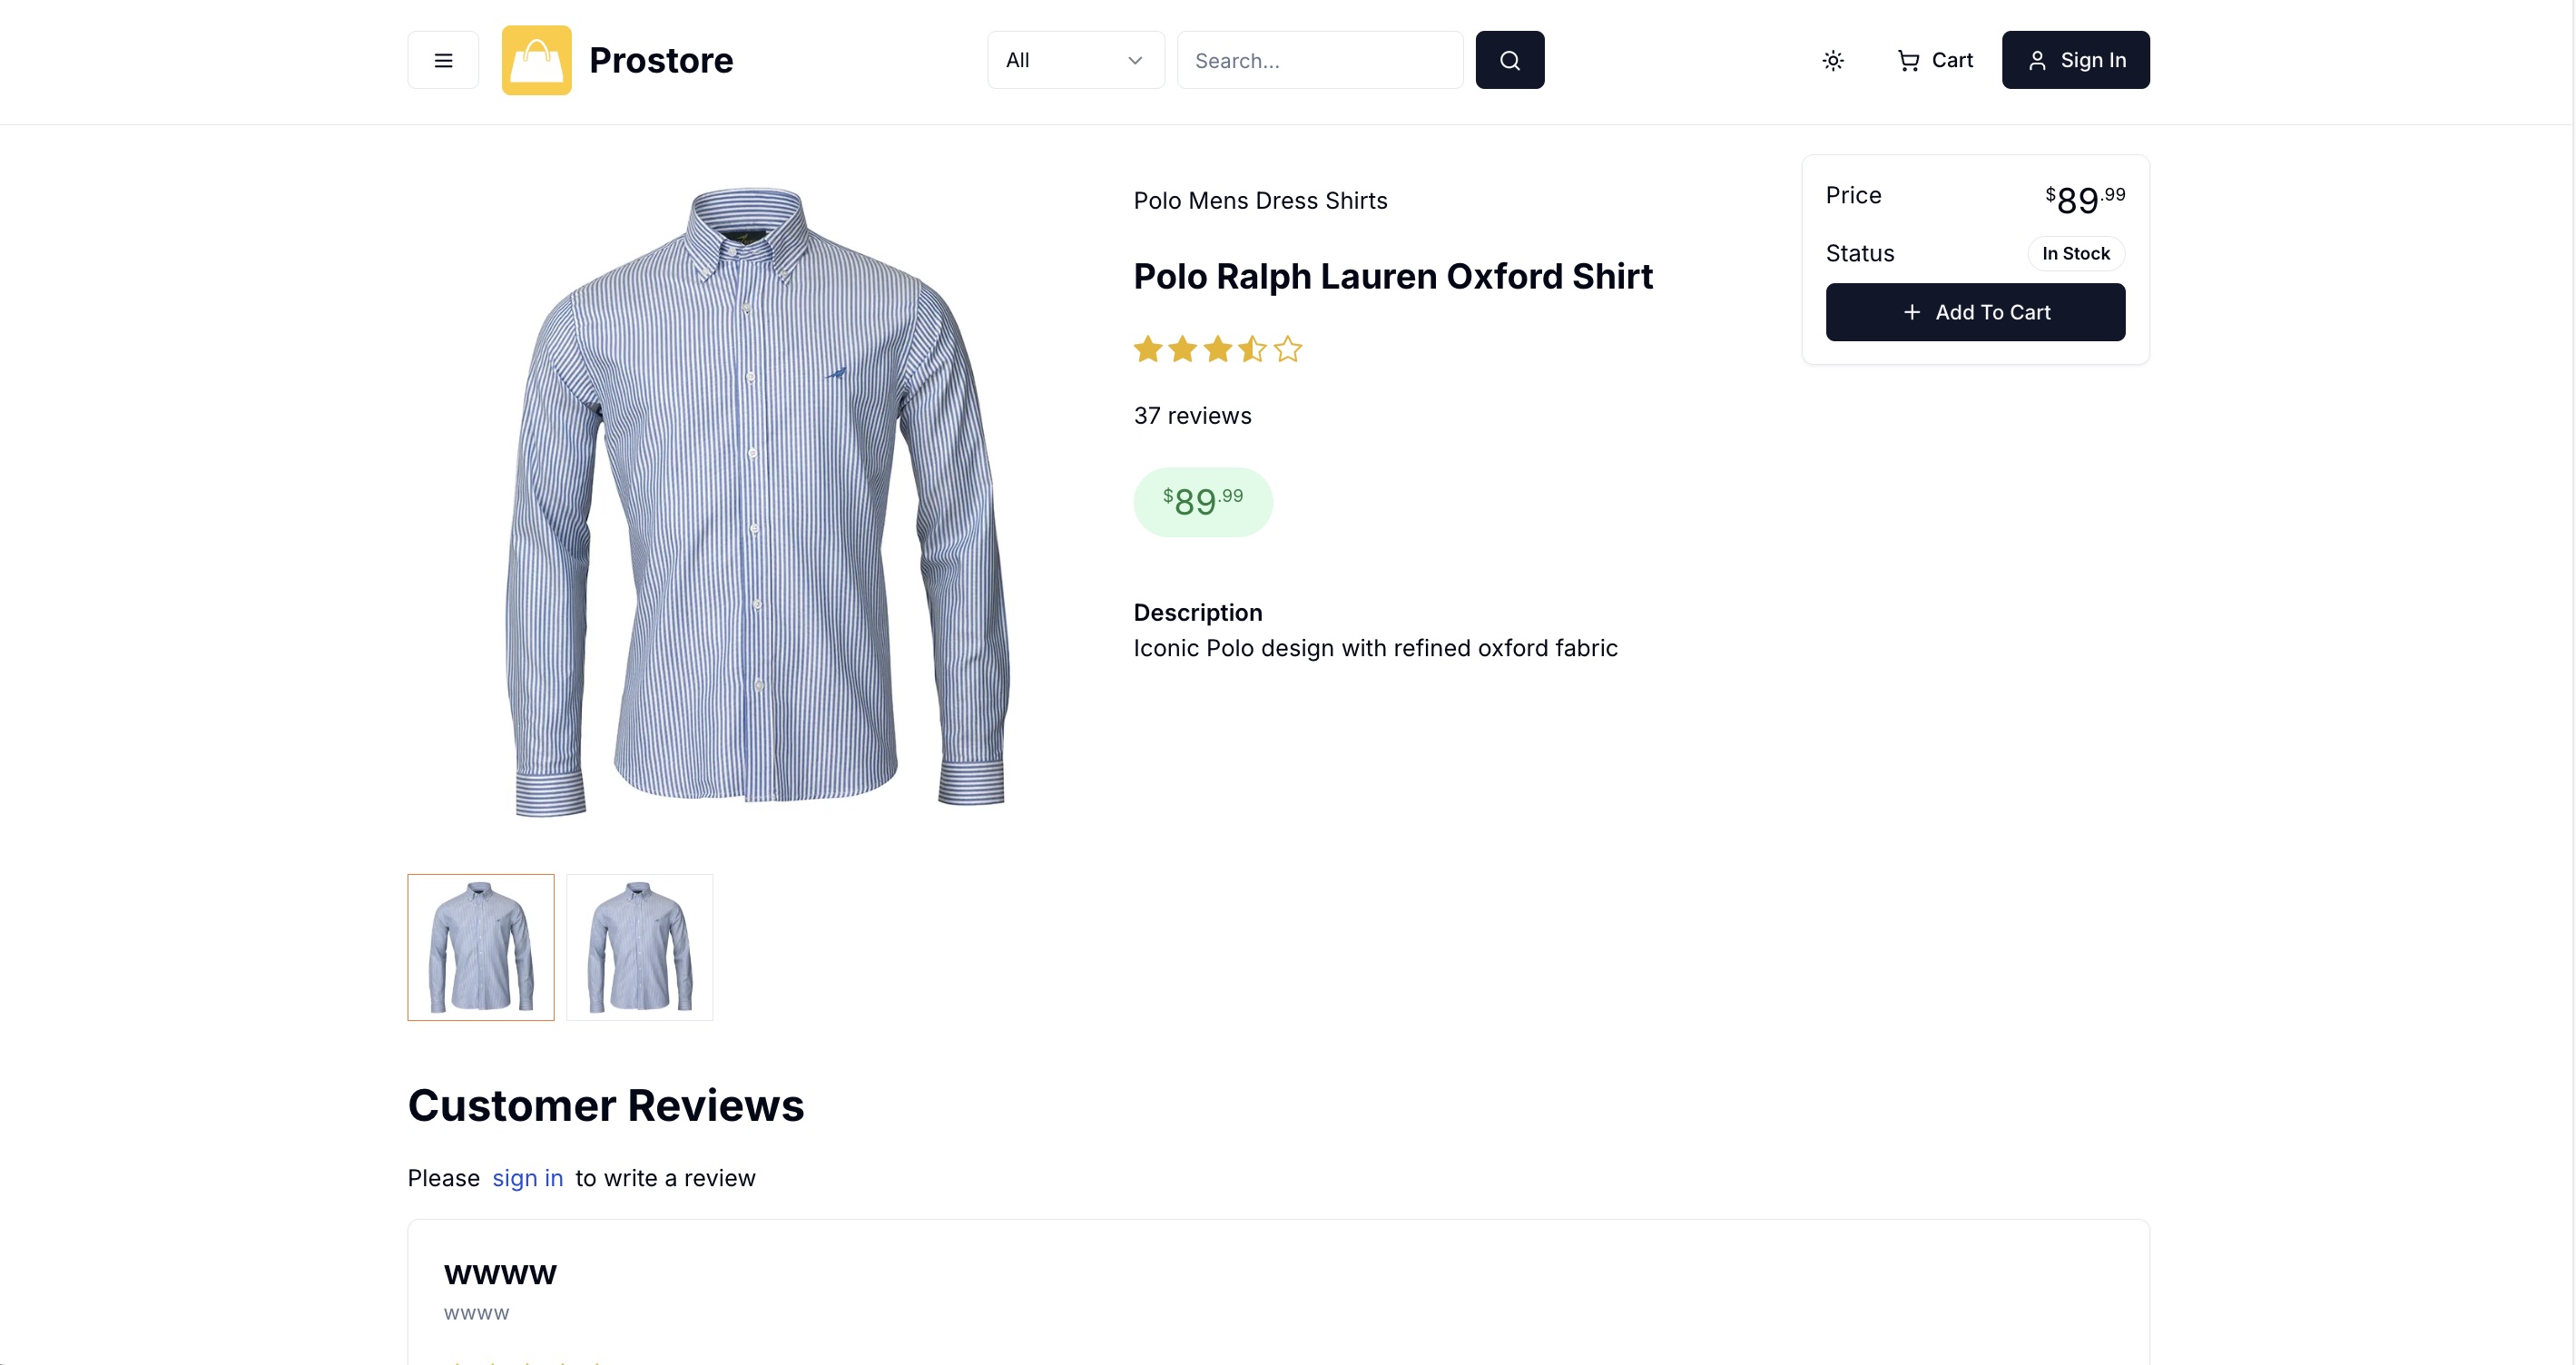 Prostore
All
Search...
Cart
Sign In
Polo Mens Dress Shirts
Polo Ralph Lauren Oxford Shirt
37 reviews
$89.99
Description
Iconic Polo design with refined oxford fabric
Price $89.99
Status In Stock
Add To Cart
Customer Reviews
Please sign in to write a review
wwww
wwww